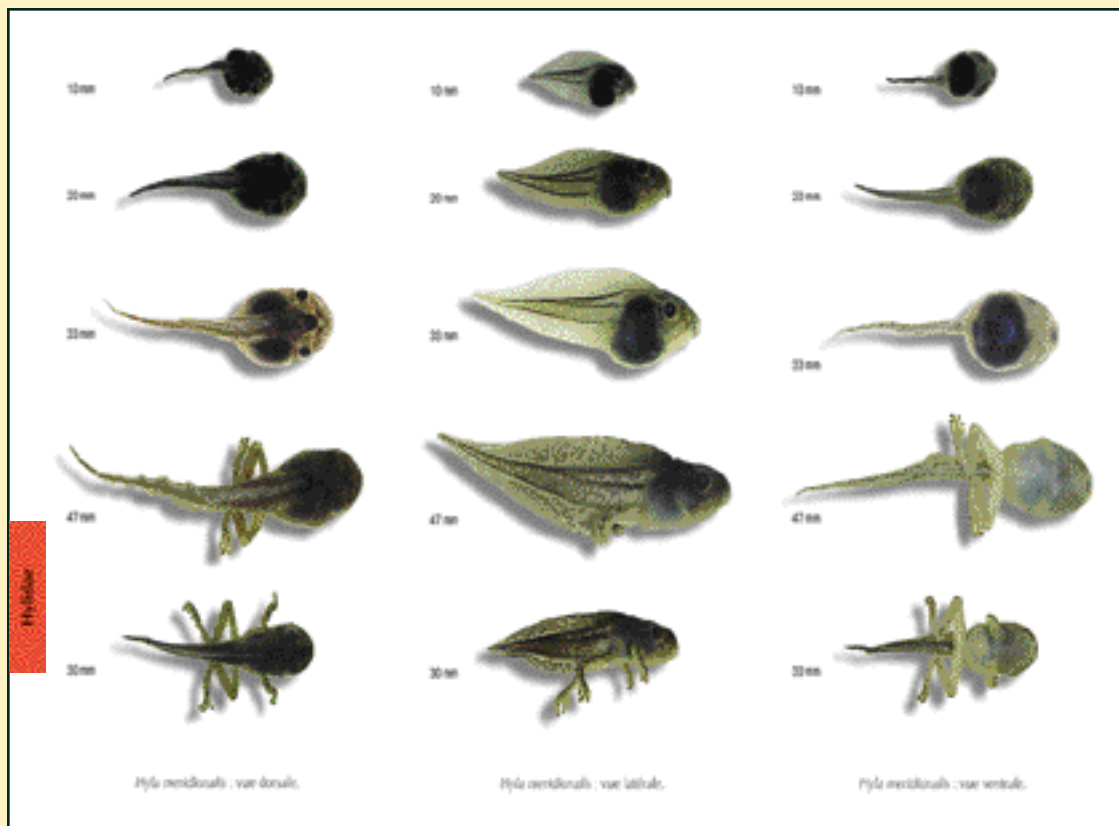 10 mm
10 mm
10 mm
20 mm
20 mm
20 mm
33 mm
33 mm
33 mm
47 mm
47 mm
47 mm
Hylidae
30 mm
30 mm
30 mm
Hyla meridionalis : vue dorsale.
Hyla meridionalis : vue latérale.
Hyla meridionalis : vue ventrale.